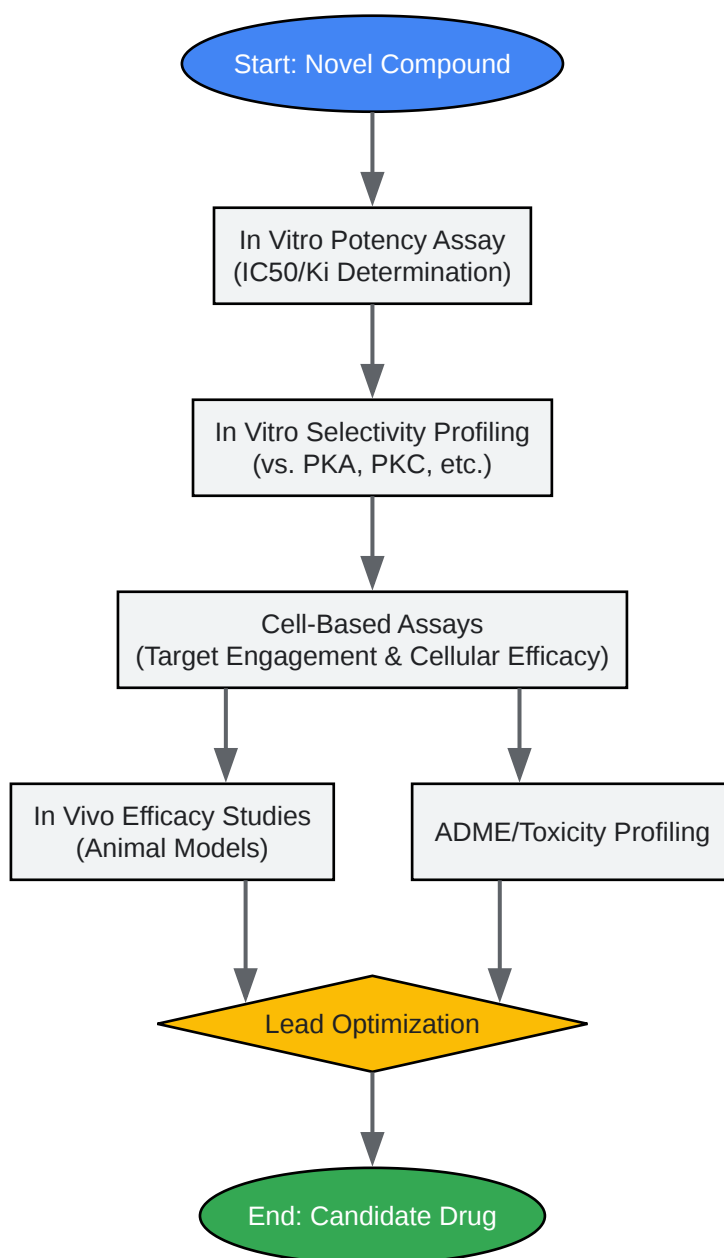 Start: Novel Compound
In Vitro Potency Assay
(IC50/Ki Determination)
In Vitro Selectivity Profiling
(vs. PKA, PKC, etc.)
Cell-Based Assays
(Target Engagement & Cellular Efficacy)
In Vivo Efficacy Studies
(Animal Models)
ADME/Toxicity Profiling
Lead Optimization
End: Candidate Drug